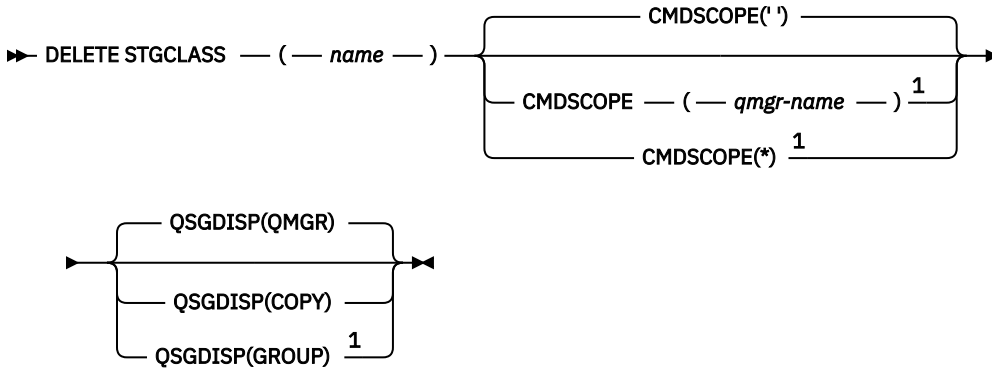 CMDSCOPE(' ')
DELETE STGCLASS ( name )
CMDSCOPE ( qmgr-name ) 1
CMDSCOPE(*) 1
QSGDISP(QMGR)
QSGDISP(COPY)
QSGDISP(GROUP) 1